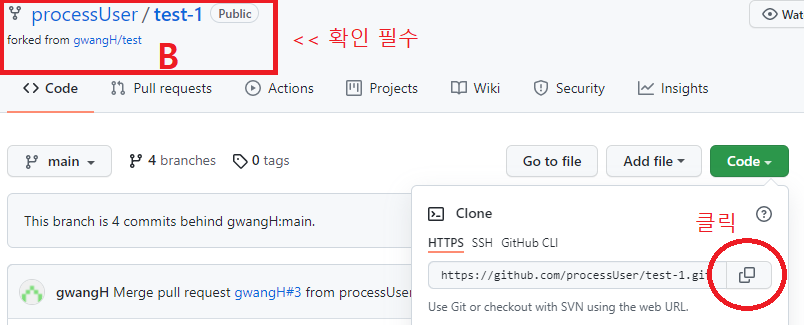 processUser / test-1 Public
forked from gwangH/test
B
<< 확인 필수
Wat
Code Pull requests Actions Projects Wiki Security Insights
main 4 branches 0 tags Go to file Add file Code
This branch is 4 commits behind gwangH:main.
Clone
클릭
HTTPS SSH GitHub CLI
https://github.com/processUser/test-1.git
Use Git or checkout with SVN using the web URL.
gwangH Merge pull request gwangH#3 from processUser